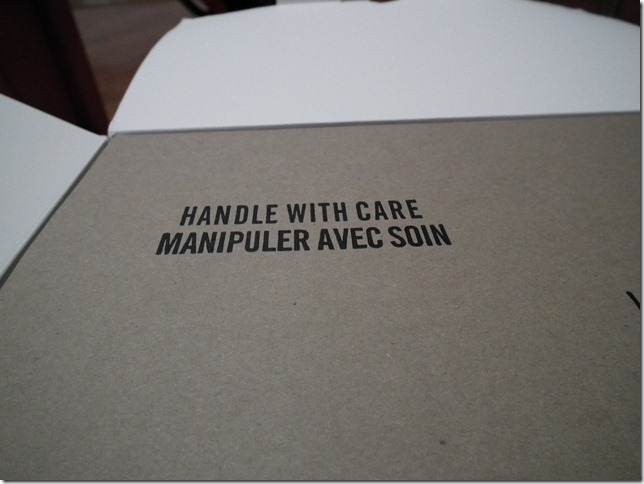 HANDLE WITH CARE
MANIPULER AVEC SOIN